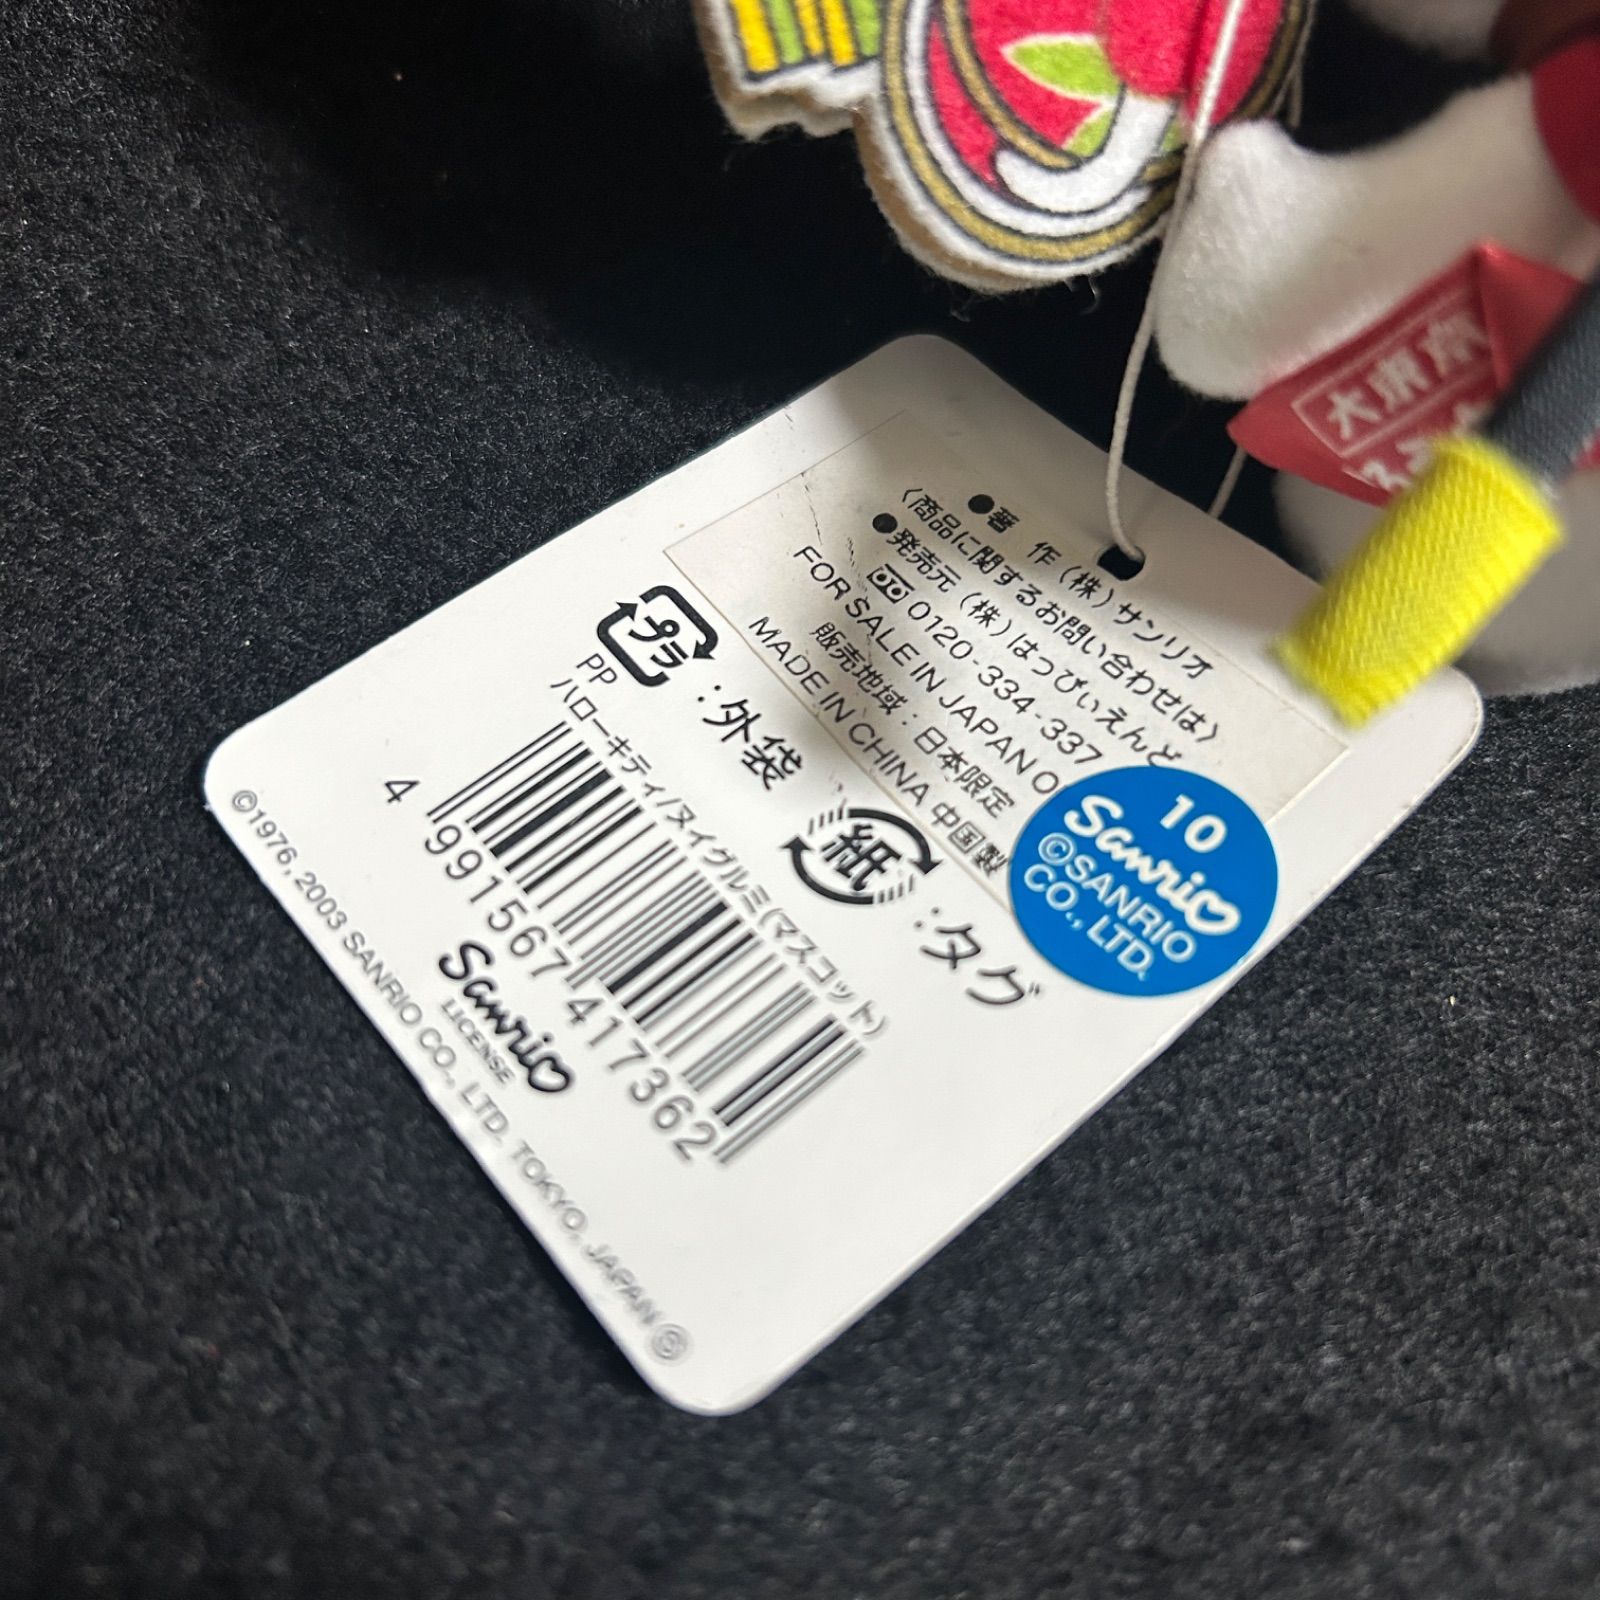 ●著 作(株)サンリオ
〈商品に関するお問い合わせは〉
●発売元(株)はっぴぃえんど
0120-334-337
FOR SALE IN JAPAN O
販売地域：日本限定
MADE IN CHINA 中国製
10
Sanrio
©SANRIO
CO., LTD.
プラ
：外袋
PP
紙
：タグ
ハローキティ/ヌイグルミ(マスコット)
4 991567 417362
Sanrio
LICENSE
©1976, 2003 SANRIO CO., LTD. TOKYO, JAPAN Ⓢ
大東京